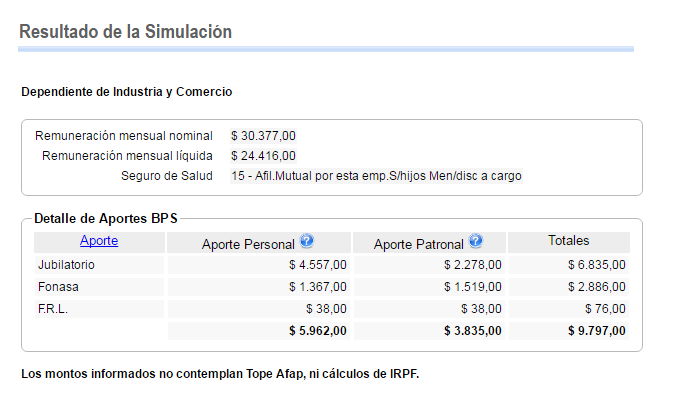 Resultado de la Simulación
Dependiente de Industria y Comercio
Remuneración mensual nominal $ 30.377,00
Remuneración mensual líquida $ 24.416,00
Seguro de Salud 15 - Afil.Mutual por esta emp.S/hijos Men/disc a cargo
Detalle de Aportes BPS
Aporte Aporte Personal ? Aporte Patronal ? Totales
Jubilatorio $ 4.557,00 $ 2.278,00 $ 6.835,00
Fonasa $ 1.367,00 $ 1.519,00 $ 2.886,00
F.R.L. $ 38,00 $ 38,00 $ 76,00
$ 5.962,00 $ 3.835,00 $ 9.797,00
Los montos informados no contemplan Tope Afap, ni cálculos de IRPF.